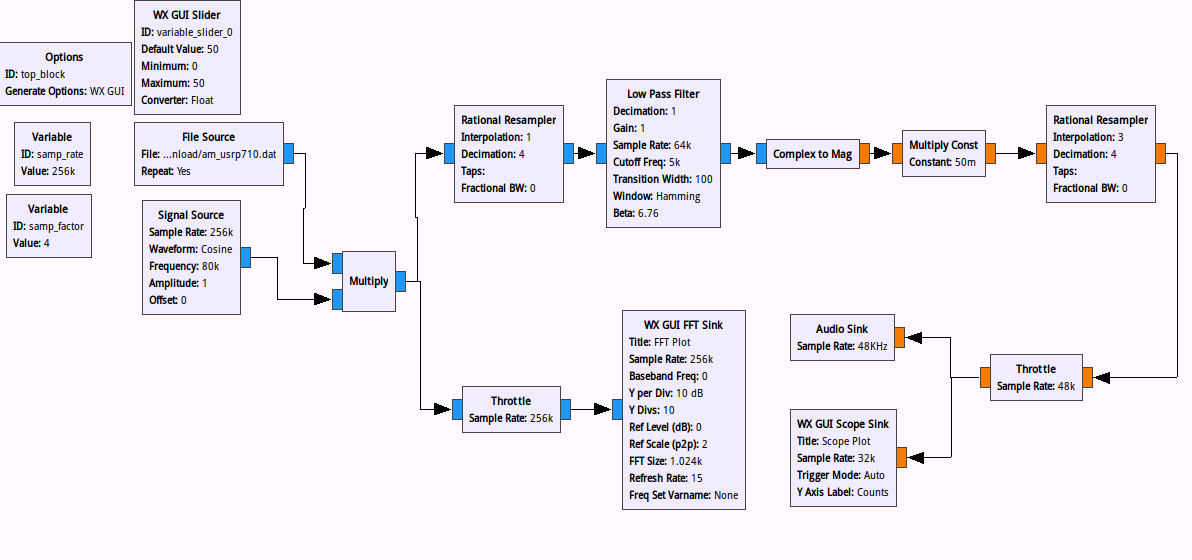 WX GUI Slider
ID: variable_slider_0
Default Value: 50
Minimum: 0
Maximum: 50
Converter: Float
Options
ID: top_block
Generate Options: WX GUI
Variable
ID: samp_rate
Value: 256k
Variable
ID: samp_factor
Value: 4
File Source
File: ...nload/am_usrp710.dat
Repeat: Yes
Signal Source
Sample Rate: 256k
Waveform: Cosine
Frequency: 80k
Amplitude: 1
Offset: 0
Multiply
Rational Resampler
Interpolation: 1
Decimation: 4
Taps:
Fractional BW: 0
Low Pass Filter
Decimation: 1
Gain: 1
Sample Rate: 64k
Cutoff Freq: 5k
Transition Width: 100
Window: Hamming
Beta: 6.76
Complex to Mag
Multiply Const
Constant: 50m
Rational Resampler
Interpolation: 3
Decimation: 4
Taps:
Fractional BW: 0
Throttle
Sample Rate: 256k
WX GUI FFT Sink
Title: FFT Plot
Sample Rate: 256k
Baseband Freq: 0
Y per Div: 10 dB
Y Divs: 10
Ref Level (dB): 0
Ref Scale (p2p): 2
FFT Size: 1.024k
Refresh Rate: 15
Freq Set Varname: None
Audio Sink
Sample Rate: 48KHz
Throttle
Sample Rate: 48k
WX GUI Scope Sink
Title: Scope Plot
Sample Rate: 32k
Trigger Mode: Auto
Y Axis Label: Counts